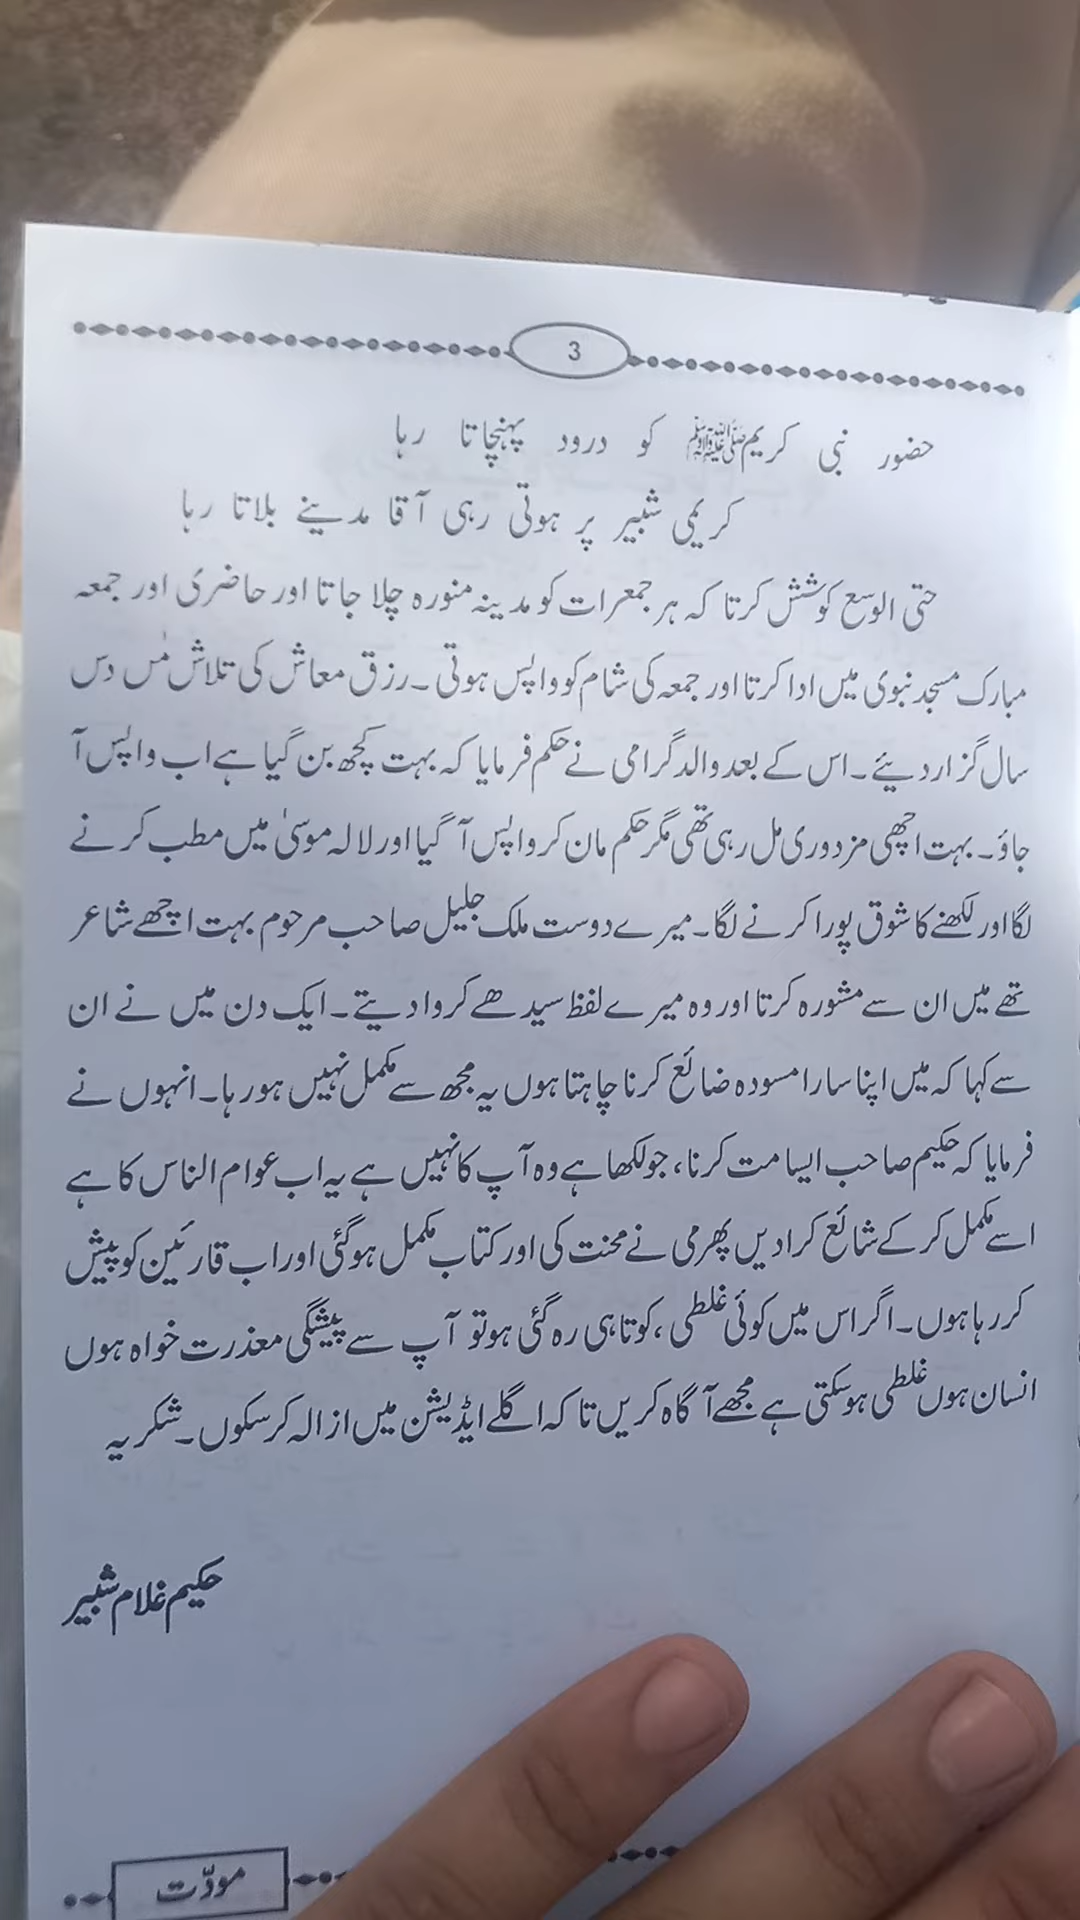 3
حضور نبی کریمﷺ کو درود پہنچاتا رہا
کریمی شبیر پر ہوتی رہی آقا مدینے بلاتا رہا
حتی الوسع کوشش کرتا کہ ہر جمعرات کو مدینہ منورہ چلا جاتا اور حاضری اور جمعہ
مبارک مسجد نبوی میں ادا کرتا اور جمعہ کی شام کو واپس ہوتی۔ رزق معاش کی تلاش مٰں دس
سال گزار دیئے۔ اس کے بعد والد گرامی نے حکم فرمایا کہ بہت کچھ بن گیا ہے اب واپس آ
جاؤ۔ بہت اچھی مزدوری مل رہی تھی مگر حکم مان کر واپس آ گیا اور لالہ موسیٰ میں مطب کرنے
لگا اور لکھنے کا شوق پورا کرنے لگا۔ میرے دوست ملک جلیل صاحب مرحوم بہت اچھے شاعر
تھے میں ان سے مشورہ کرتا اور وہ میرے لفظ سیدھے کروا دیتے۔ ایک دن میں نے ان
سے کہا کہ میں اپنا سارا مسودہ ضائع کرنا چاہتا ہوں یہ مجھ سے مکمل نہیں ہو رہا۔ انہوں نے
فرمایا کہ حکیم صاحب ایسا مت کرنا، جو لکھا ہے وہ آپ کا نہیں ہے یہ اب عوام الناس کا ہے
اسے مکمل کر کے شائع کرا دیں پھر می نے محنت کی اور کتاب مکمل ہو گئی اور اب قارئین کو پیش
کر رہا ہوں۔ اگر اس میں کوئی غلطی، کوتاہی رہ گئی ہو تو آپ سے پیشگی معذرت خواہ ہوں
انسان ہوں غلطی ہو سکتی ہے مجھے آگاہ کریں تا کہ اگلے ایڈیشن میں ازالہ کر سکوں۔ شکریہ
حکیم غلام شبیر
مودّت